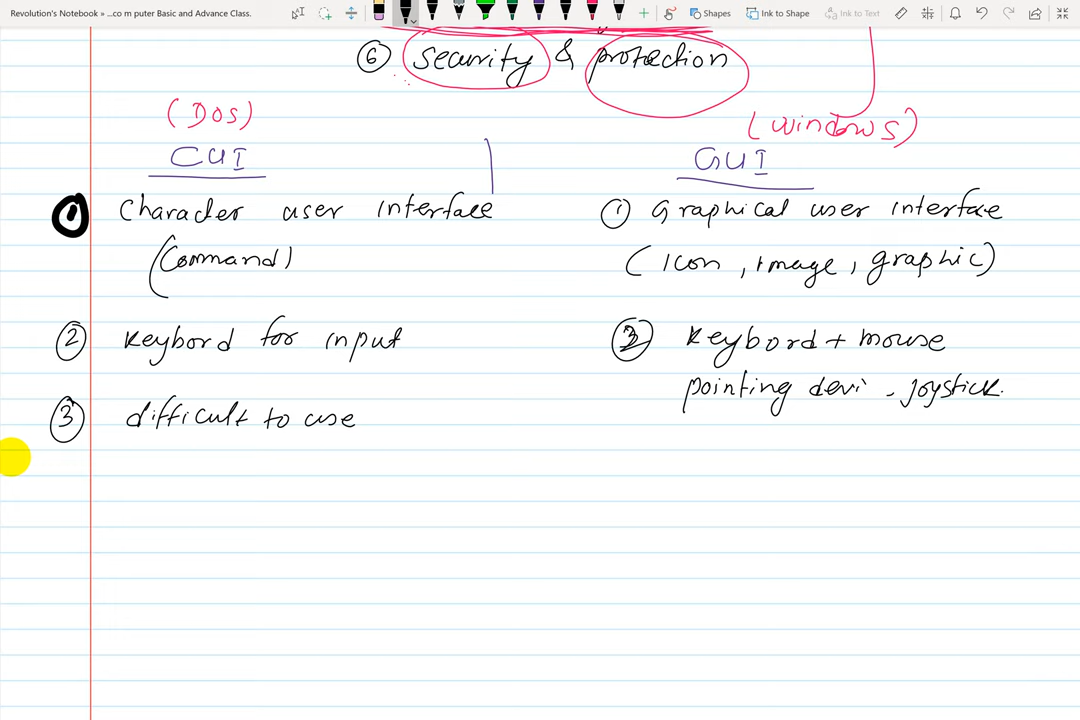 Revolution's Notebook » ...co m puter Basic and Advance Class.
Shapes
Ink to Shape
Ink to Text
⑥ security & protection
(DOS)
(windows)
CUI
GUI
① character user interface
(command)
① Graphical user interface
(icon, image, graphic)
② keybord for input
② keybord + mouse
pointing devi - joystick.
③ difficult to use